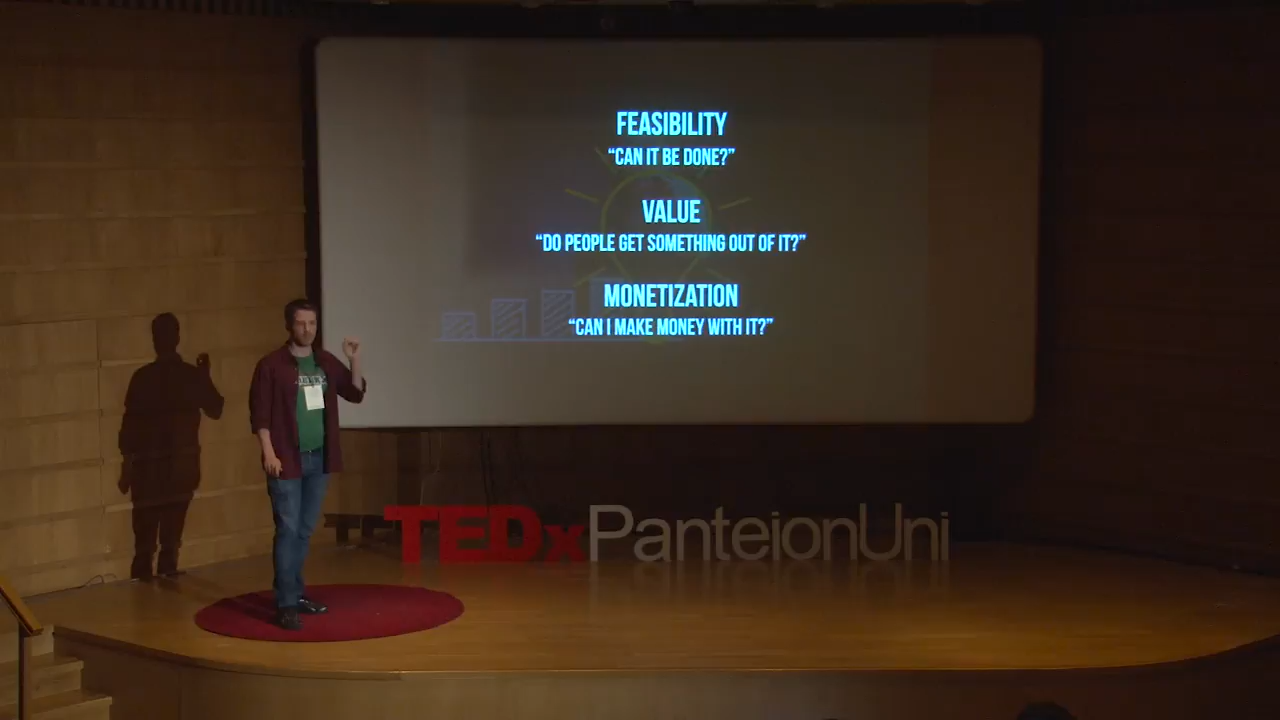 FEASIBILITY
“CAN IT BE DONE?”
VALUE
“DO PEOPLE GET SOMETHING OUT OF IT?”
MONETIZATION
“CAN I MAKE MONEY WITH IT?”
TEDxPanteionUni